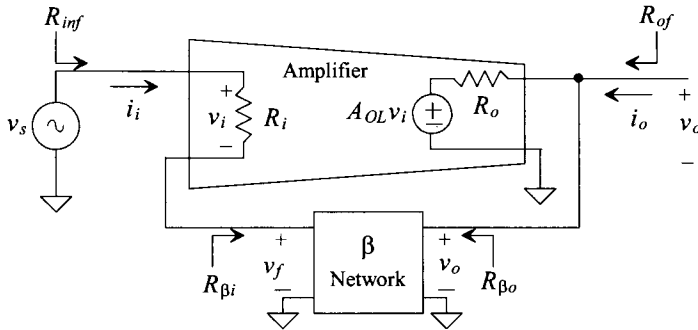 R_inf
R_of
Amplifier
i_i
+
v_i
−
R_i
A_OL v_i
+
−
R_o
i_o
+
v_o
−
v_s
R_βi
+
v_f
−
β
Network
+
v_o
−
R_βo